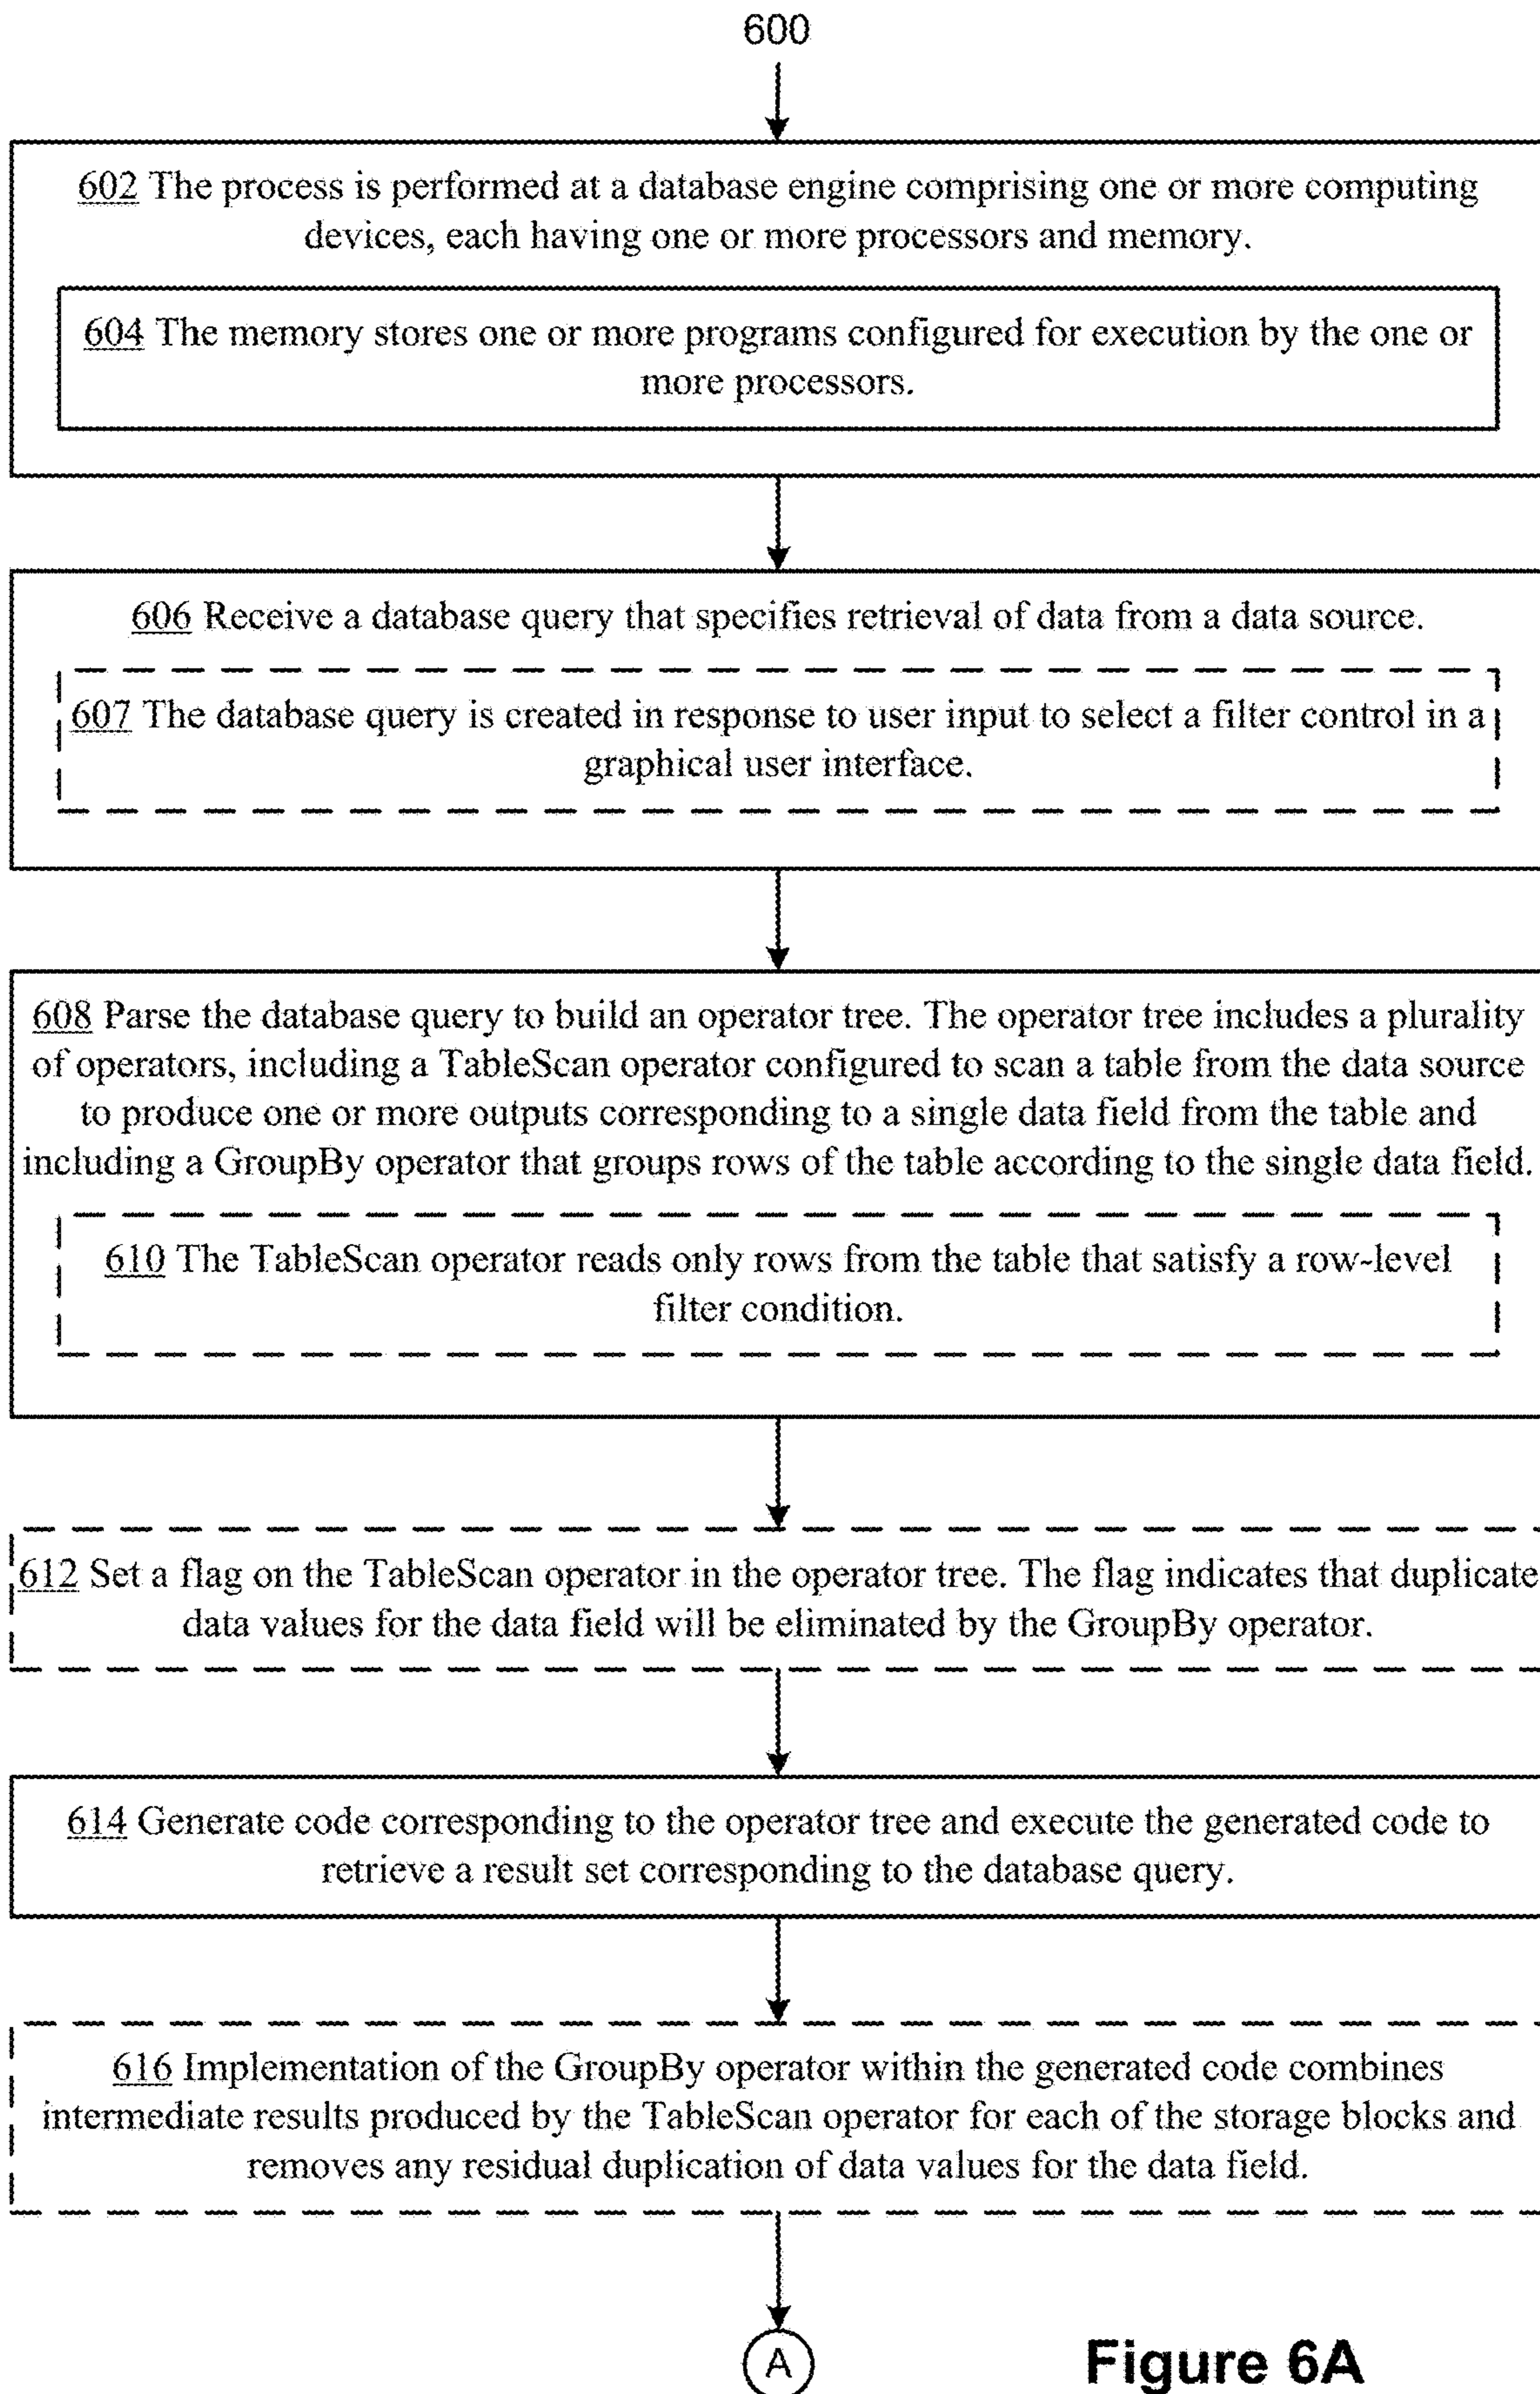 600
602 The process is performed at a database engine comprising one or more computing
devices, each having one or more processors and memory.
604 The memory stores one or more programs configured for execution by the one or
more processors.
606 Receive a database query that specifies retrieval of data from a data source.
607 The database query is created in response to user input to select a filter control in a
graphical user interface.
608 Parse the database query to build an operator tree. The operator tree includes a plurality
of operators, including a TableScan operator configured to scan a table from the data source
to produce one or more outputs corresponding to a single data field from the table and
including a GroupBy operator that groups rows of the table according to the single data field.
610 The TableScan operator reads only rows from the table that satisfy a row-level
filter condition.
612 Set a flag on the TableScan operator in the operator tree. The flag indicates that duplicate
data values for the data field will be eliminated by the GroupBy operator.
614 Generate code corresponding to the operator tree and execute the generated code to
retrieve a result set corresponding to the database query.
616 Implementation of the GroupBy operator within the generated code combines
intermediate results produced by the TableScan operator for each of the storage blocks and
removes any residual duplication of data values for the data field.
A
Figure 6A